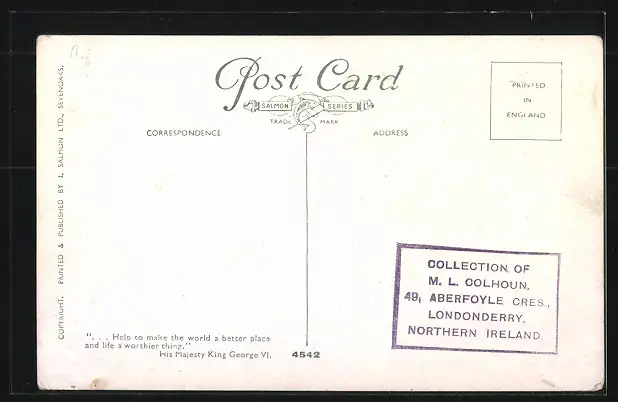 Post Card
SALMON SERIES
TRADE MARK
CORRESPONDENCE
ADDRESS
PRINTED
IN
ENGLAND
COPYRIGHT. PRINTED & PUBLISHED BY J. SALMON LTD., SEVENOAKS.
COLLECTION OF
M. L. COLHOUN,
49, ABERFOYLE CRES.,
LONDONDERRY,
NORTHERN IRELAND
". . . Help to make the world a better place
and life a worthier thing."
His Majesty King George VI.
4542